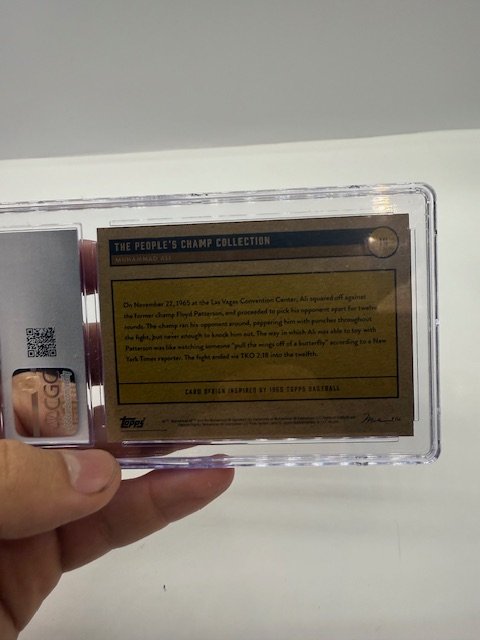 THE PEOPLE'S CHAMP COLLECTION
MUHAMMAD ALI
On November 22, 1965 at the Las Vegas Convention Center, Ali squared off against
the former champ Floyd Patterson, and proceeded to pick his opponent apart for twelve
rounds. The champ ran his opponent around, peppering him with punches throughout
the fight, but never enough to knock him out. The way in which Ali was able to toy with
Patterson was like watching someone "pull the wings off of a butterfly" according to a New
York Times reporter. The fight ended via TKO 2:18 into the twelfth.
CARD DESIGN INSPIRED BY 1965 TOPPS BASEBALL
Topps
CGC